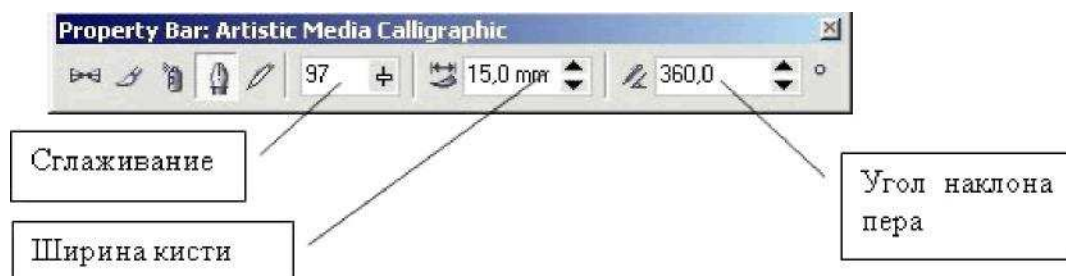 Property Bar: Artistic Media Calligraphic
97 15,0 mm 360,0 °
Сглаживание
Ширина кисти
Угол наклона
пера